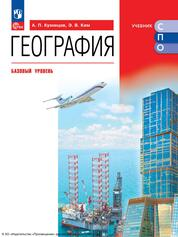 А. П. Кузнецов, Э. В. Ким
УЧЕБНИК
СПО
ГЕОГРАФИЯ
БАЗОВЫЙ УРОВЕНЬ